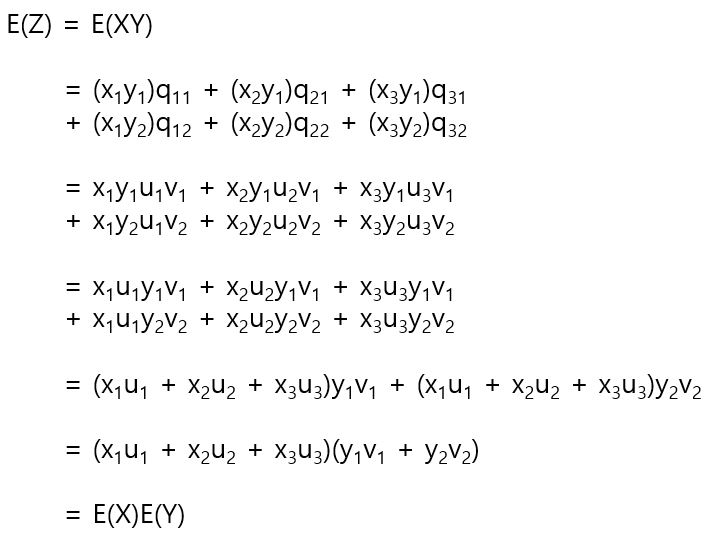 E(Z) = E(XY)
= (x₁y₁)q₁₁ + (x₂y₁)q₂₁ + (x₃y₁)q₃₁
+ (x₁y₂)q₁₂ + (x₂y₂)q₂₂ + (x₃y₂)q₃₂
= x₁y₁u₁v₁ + x₂y₁u₂v₁ + x₃y₁u₃v₁
+ x₁y₂u₁v₂ + x₂y₂u₂v₂ + x₃y₂u₃v₂
= x₁u₁y₁v₁ + x₂u₂y₁v₁ + x₃u₃y₁v₁
+ x₁u₁y₂v₂ + x₂u₂y₂v₂ + x₃u₃y₂v₂
= (x₁u₁ + x₂u₂ + x₃u₃)y₁v₁ + (x₁u₁ + x₂u₂ + x₃u₃)y₂v₂
= (x₁u₁ + x₂u₂ + x₃u₃)(y₁v₁ + y₂v₂)
= E(X)E(Y)